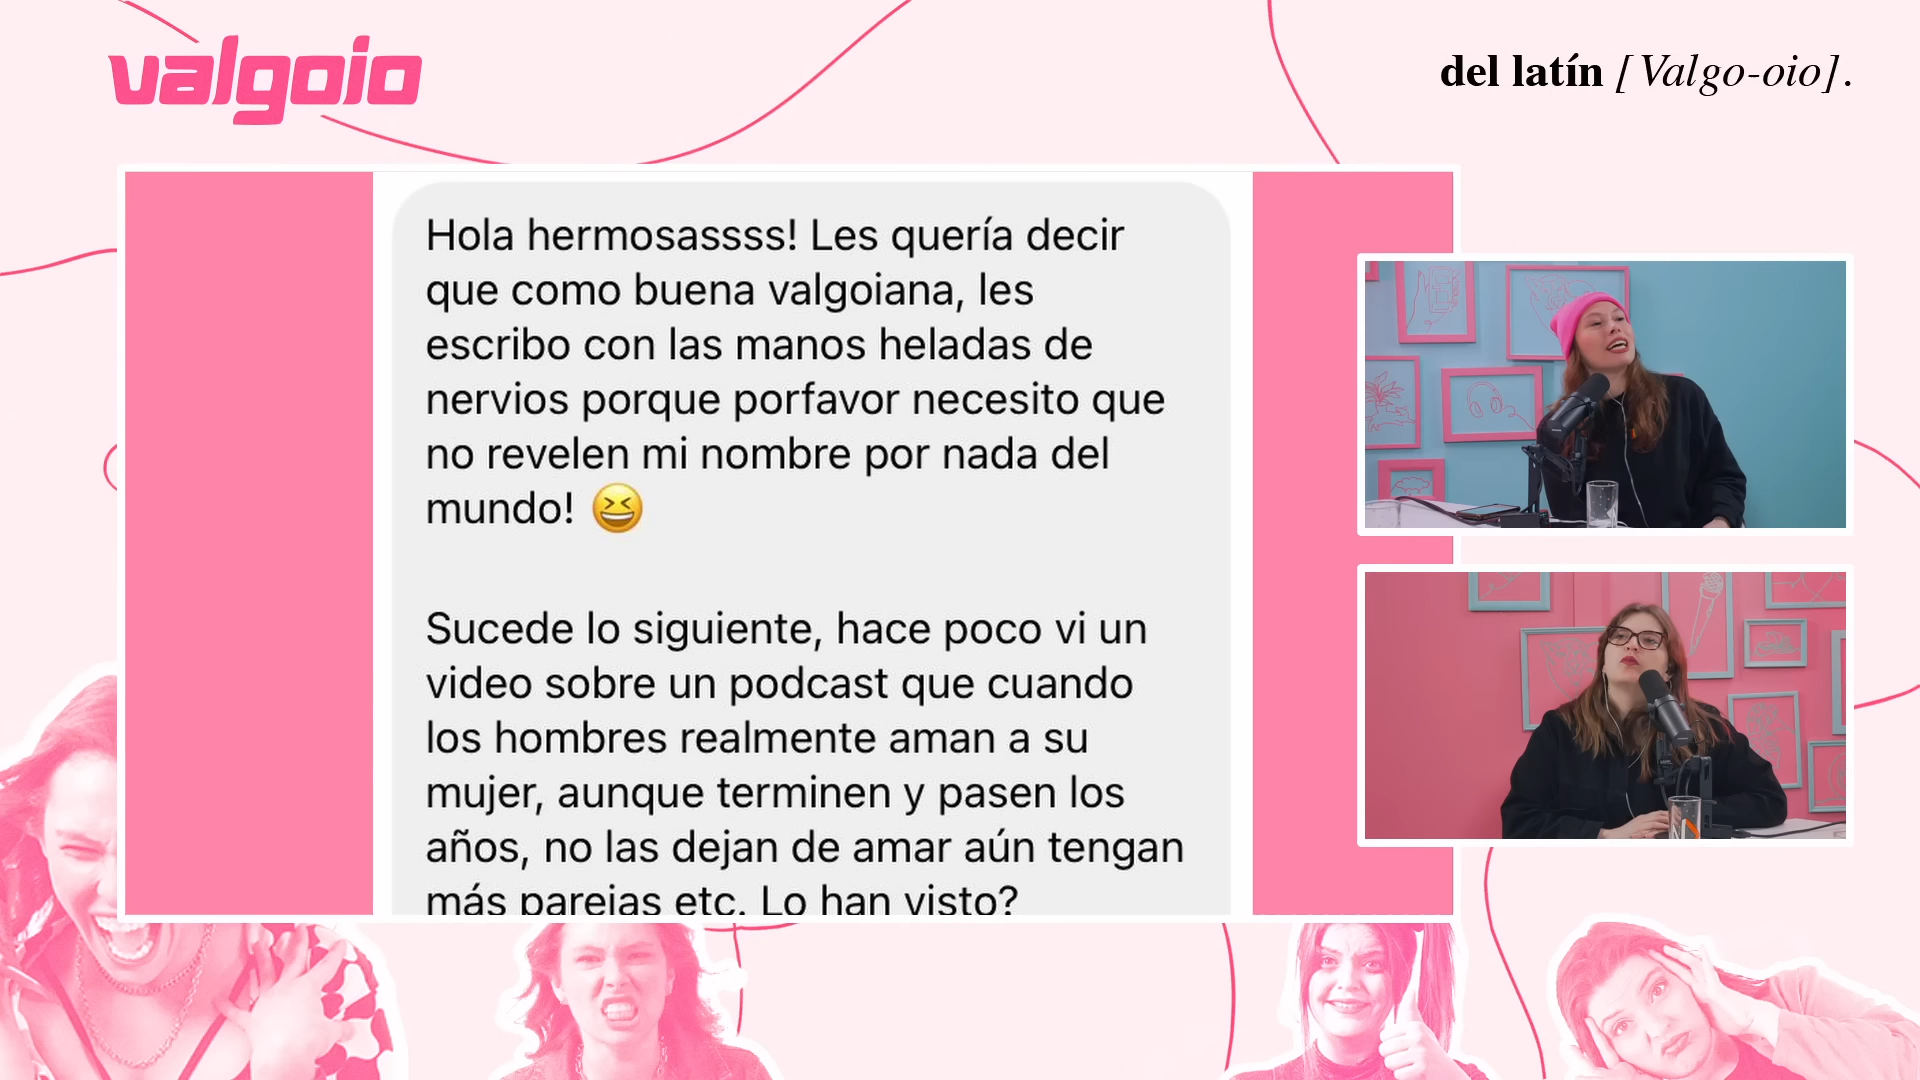 valgoio
del latín [Valgo-oio].
Hola hermosassss! Les quería decir
que como buena valgoiana, les
escribo con las manos heladas de
nervios porque porfavor necesito que
no revelen mi nombre por nada del
mundo! 😆
Sucede lo siguiente, hace poco vi un
video sobre un podcast que cuando
los hombres realmente aman a su
mujer, aunque terminen y pasen los
años, no las dejan de amar aún tengan
más parejas etc. Lo han visto?